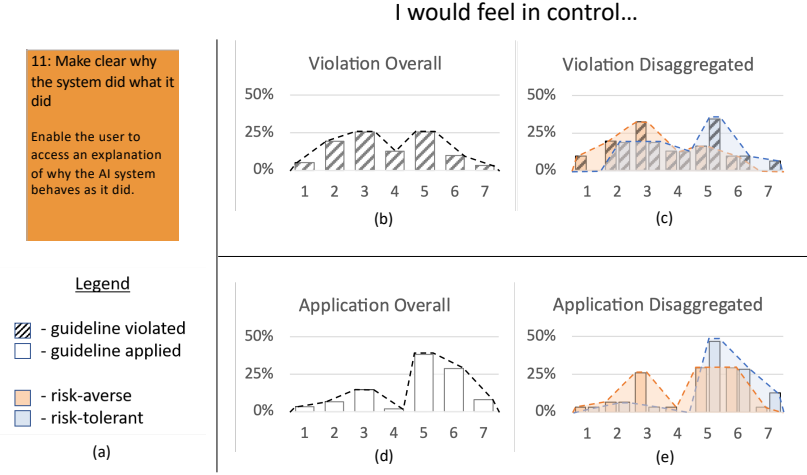 I would feel in control...
11: Make clear why
the system did what it
did
Enable the user to
access an explanation
of why the AI system
behaves as it did.
Legend
- guideline violated
- guideline applied
- risk-averse
- risk-tolerant
(a)
Violation Overall
50%
25%
0%
1 2 3 4 5 6 7
(b)
Violation Disaggregated
50%
25%
0%
1 2 3 4 5 6 7
(c)
Application Overall
50%
25%
0%
1 2 3 4 5 6 7
(d)
Application Disaggregated
50%
25%
0%
1 2 3 4 5 6 7
(e)